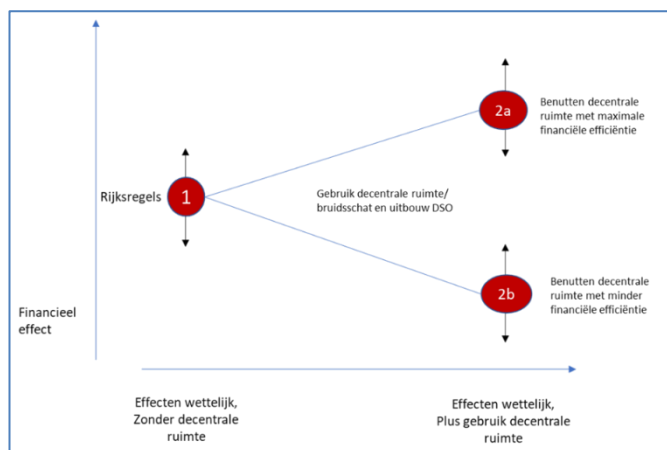 2a
Benutten decentrale
ruimte met maximale
financiële efficiëntie
Rijksregels
1
Gebruik decentrale ruimte/
bruidsschat en uitbouw DSO
2b
Benutten decentrale
ruimte met minder
financiële efficiëntie
Financieel
effect
Effecten wettelijk,
Zonder decentrale
ruimte
Effecten wettelijk,
Plus gebruik decentrale
ruimte